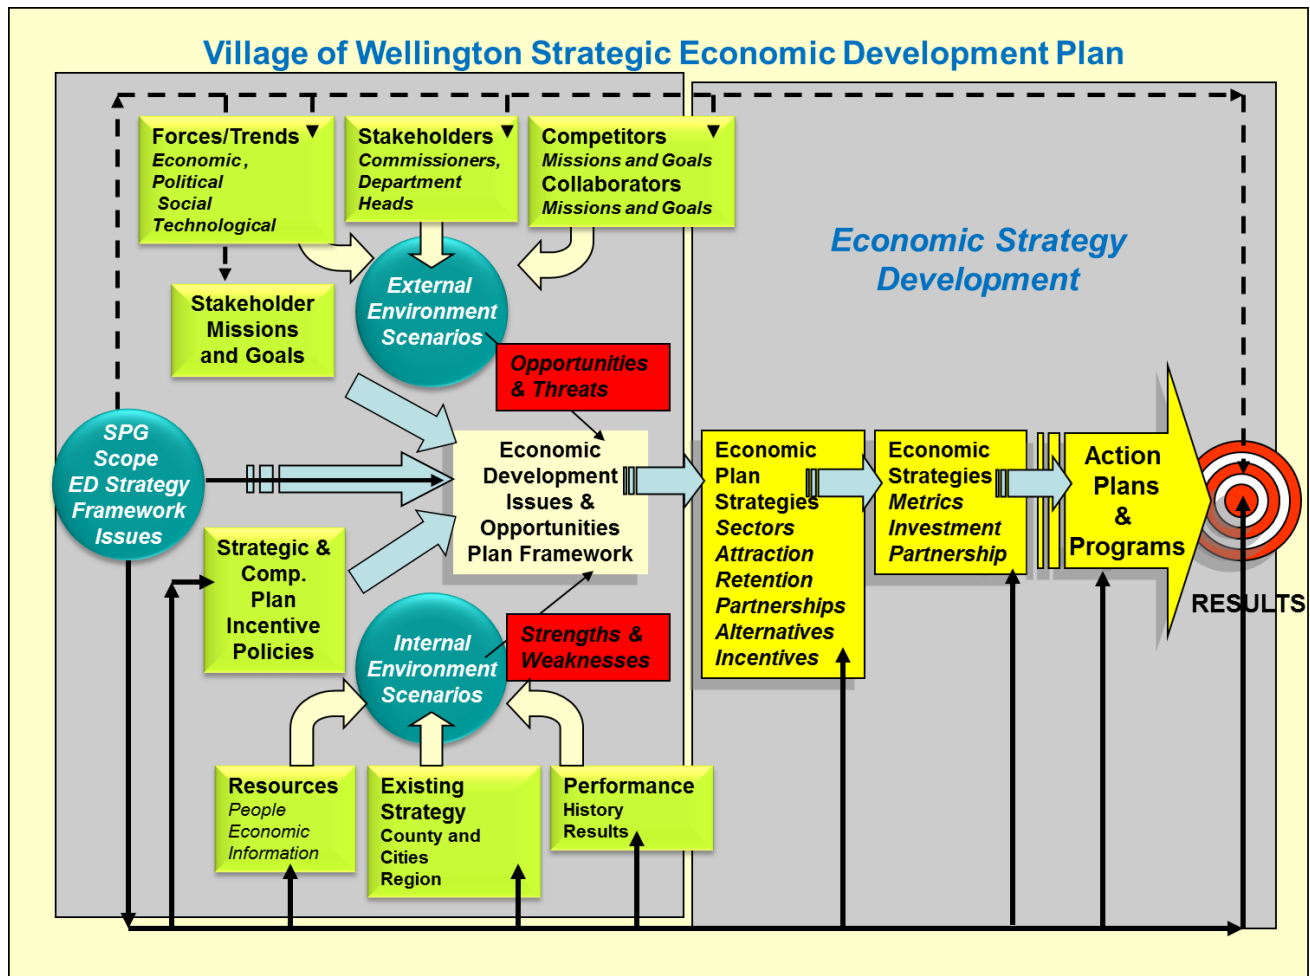 Village of Wellington Strategic Economic Development Plan
Forces/Trends
Economic ,
Political
Social
Technological
Stakeholders
Commissioners,
Department
Heads
Competitors
Missions and Goals
Collaborators
Missions and Goals
Economic Strategy
Development
Stakeholder
Missions
and Goals
External
Environment
Scenarios
Opportunities
& Threats
SPG
Scope
ED Strategy
Framework
Issues
Economic
Development
Issues &
Opportunities
Plan Framework
Economic
Plan
Strategies
Sectors
Attraction
Retention
Partnerships
Alternatives
Incentives
Economic
Strategies
Metrics
Investment
Partnership
Action
Plans
&
Programs
RESULTS
Strategic &
Comp.
Plan
Incentive
Policies
Internal
Environment
Scenarios
Strengths &
Weaknesses
Resources
People
Economic
Information
Existing
Strategy
County and
Cities
Region
Performance
History
Results